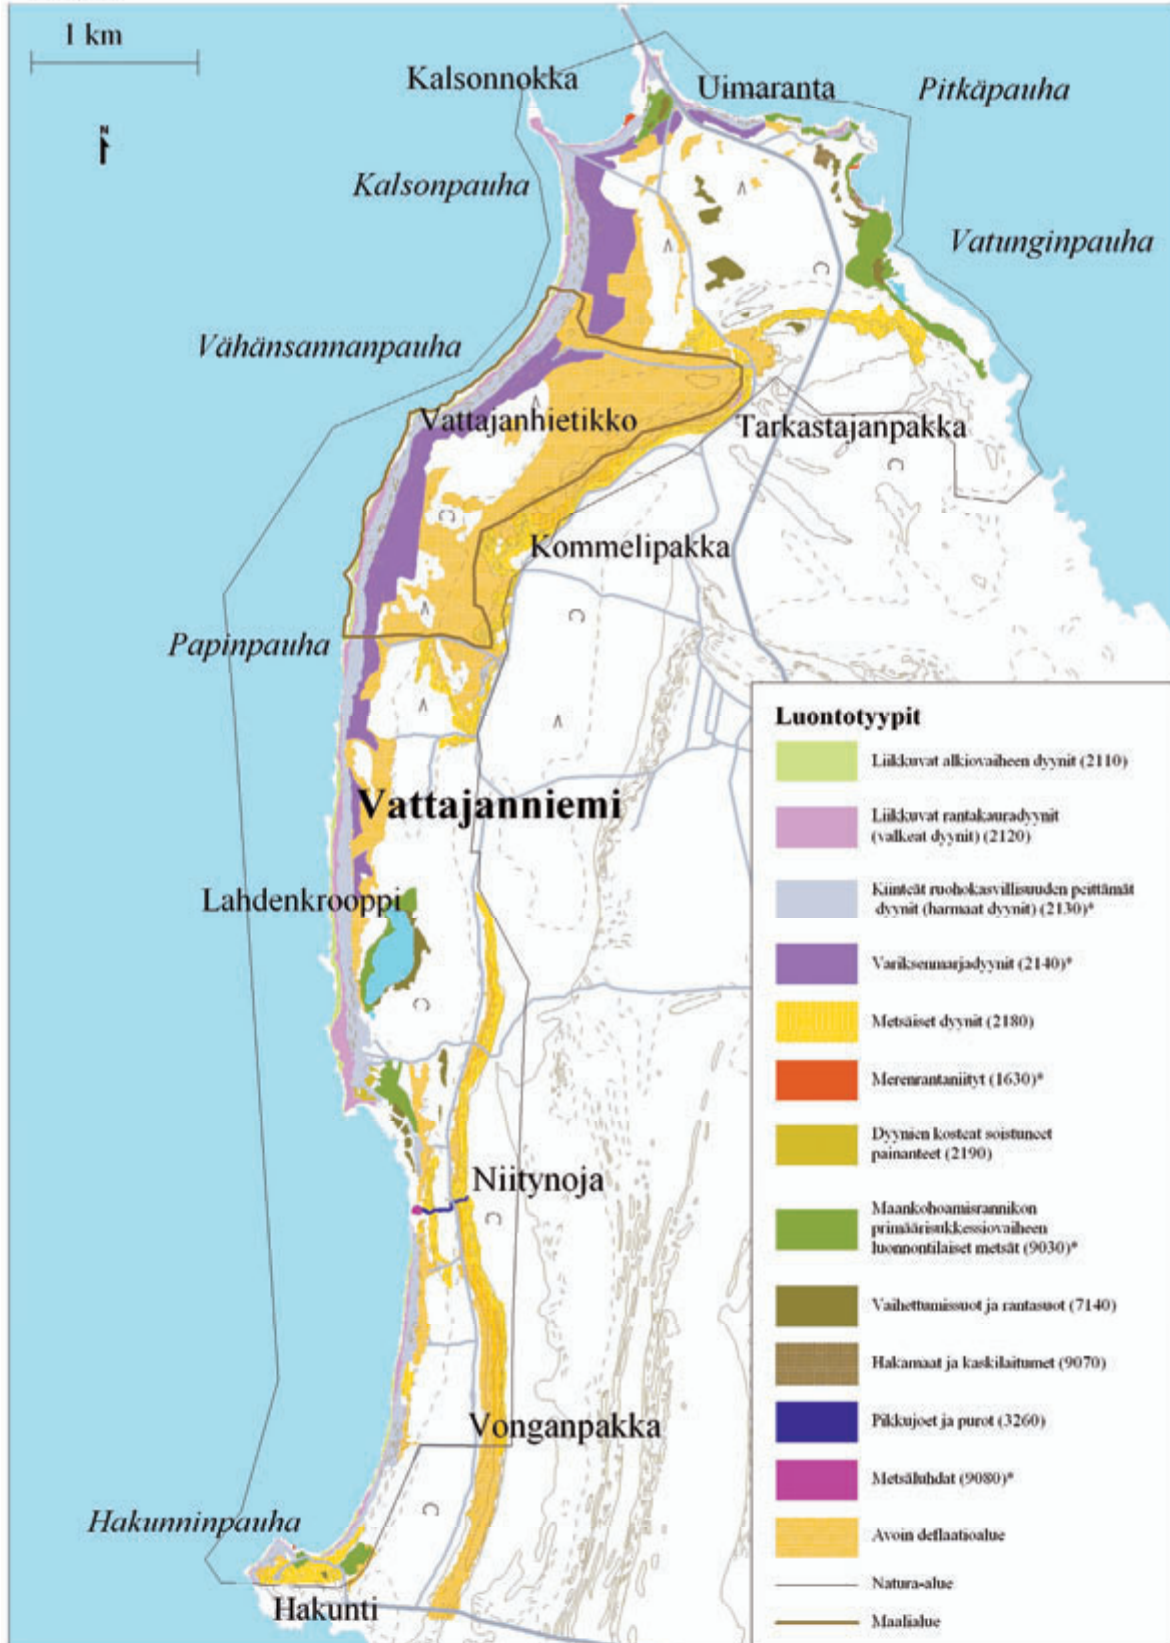 1 km
N
Kalsonnokka
Uimaranta
Pitkäpauha
Kalsonpauha
Vatunginpauha
Vähänsannanpauha
Vattajanhietikko
Tarkastajanpakka
Kommelipakka
Papinpauha
Vattajanniemi
Lahdenkrooppi
Niitynoja
Vonganpakka
Hakunninpauha
Hakunti
Luontotyypit
Liikkuvat alkiovaiheen dyynit (2110)
Liikkuvat rantakauradyynit
(valkeat dyynit) (2120)
Kiinteät ruohokasvillisuuden peittämät
dyynit (harmaat dyynit) (2130)*
Variksenmarjadyynit (2140)*
Metsäiset dyynit (2180)
Merenrantaniityt (1630)*
Dyynien kosteat soistuneet
painanteet (2190)
Maankohoamisrannikon
primäärisukkessiovaiheen
luonnontilaiset metsät (9030)*
Vaihettumissuot ja rantasuot (7140)
Hakamaat ja kaskilaitumet (9070)
Pikkujoet ja purot (3260)
Metsäluhdat (9080)*
Avoin deflaatioalue
Natura-alue
Maalialue